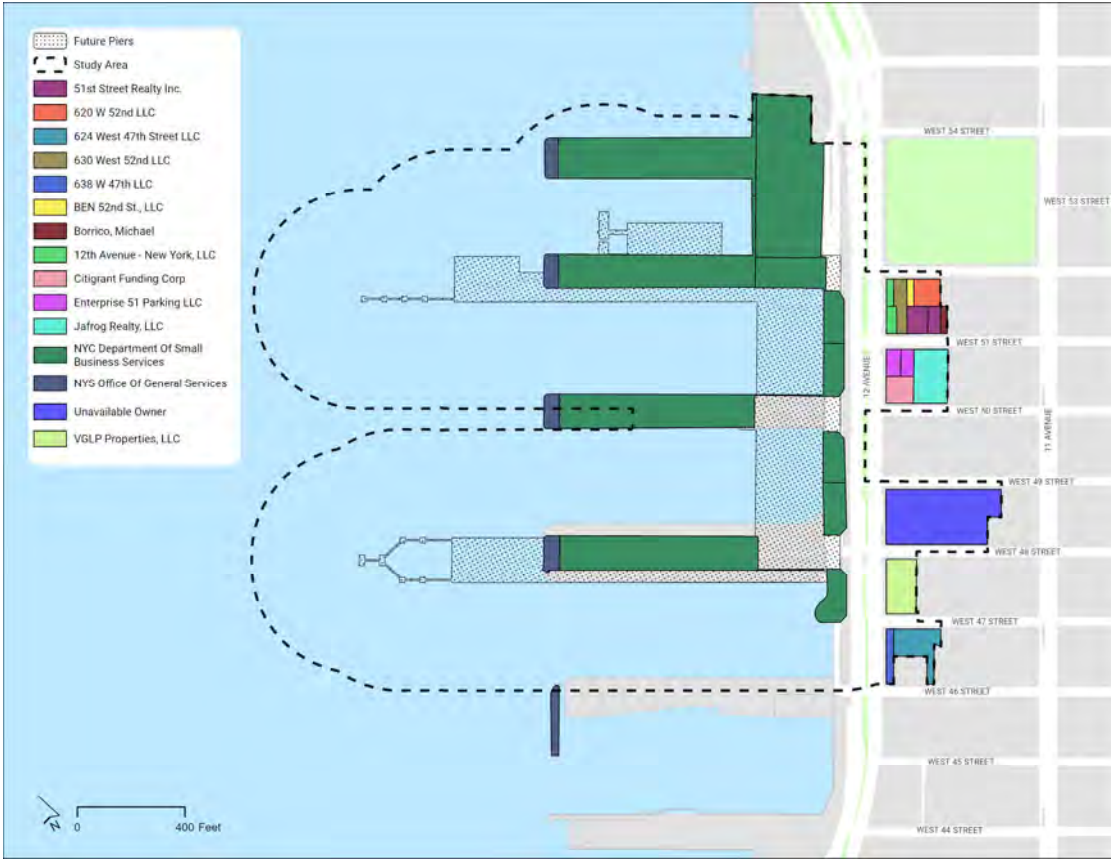 Future Piers
Study Area
51st Street Realty Inc.
620 W 52nd LLC
624 West 47th Street LLC
630 West 52nd LLC
638 W 47th LLC
BEN 52nd St., LLC
Borrico, Michael
12th Avenue - New York, LLC
Citigrant Funding Corp
Enterprise 51 Parking LLC
Jafrog Realty, LLC
NYC Department Of Small
Business Services
NYS Office Of General Services
Unavailable Owner
VGLP Properties, LLC
WEST 54 STREET
WEST 53 STREET
WEST 51 STREET
12 AVENUE
WEST 50 STREET
11 AVENUE
WEST 49 STREET
WEST 48 STREET
WEST 47 STREET
WEST 46 STREET
WEST 45 STREET
WEST 44 STREET
N
0
400 Feet